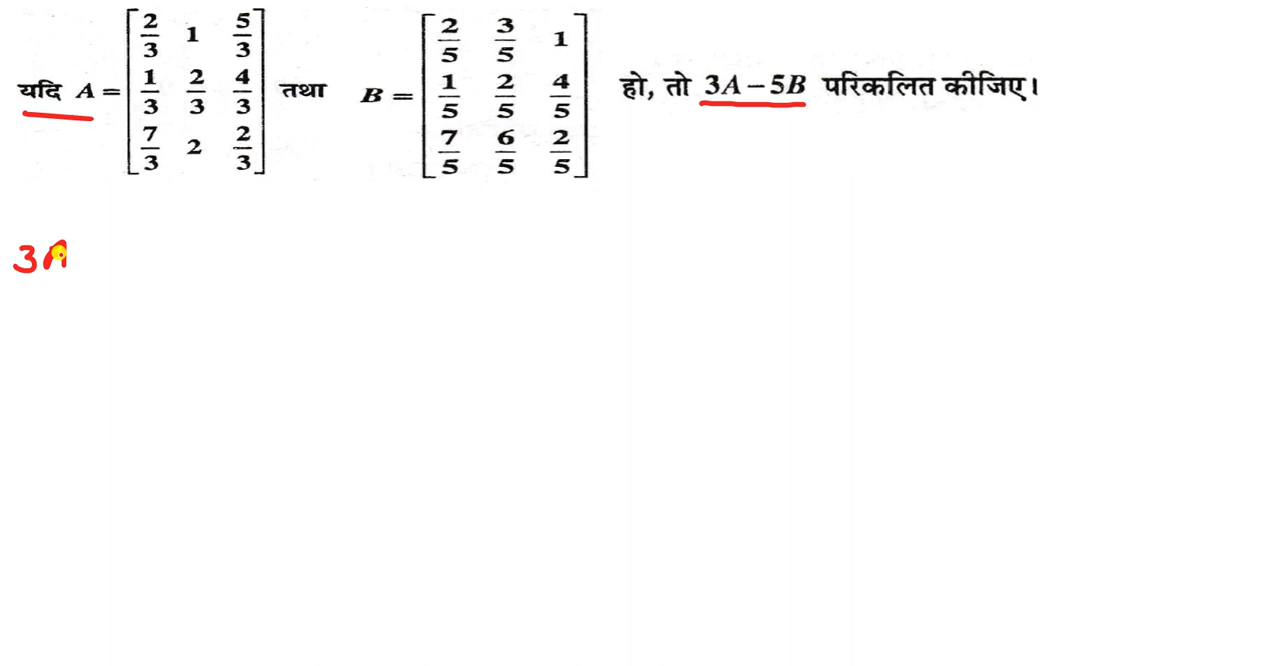 यदि A = [2/3 1 5/3; 1/3 2/3 4/3; 7/3 2 2/3] तथा B = [2/5 3/5 1; 1/5 2/5 4/5; 7/5 6/5 2/5] हो, तो 3A – 5B परिकलित कीजिए।
3A